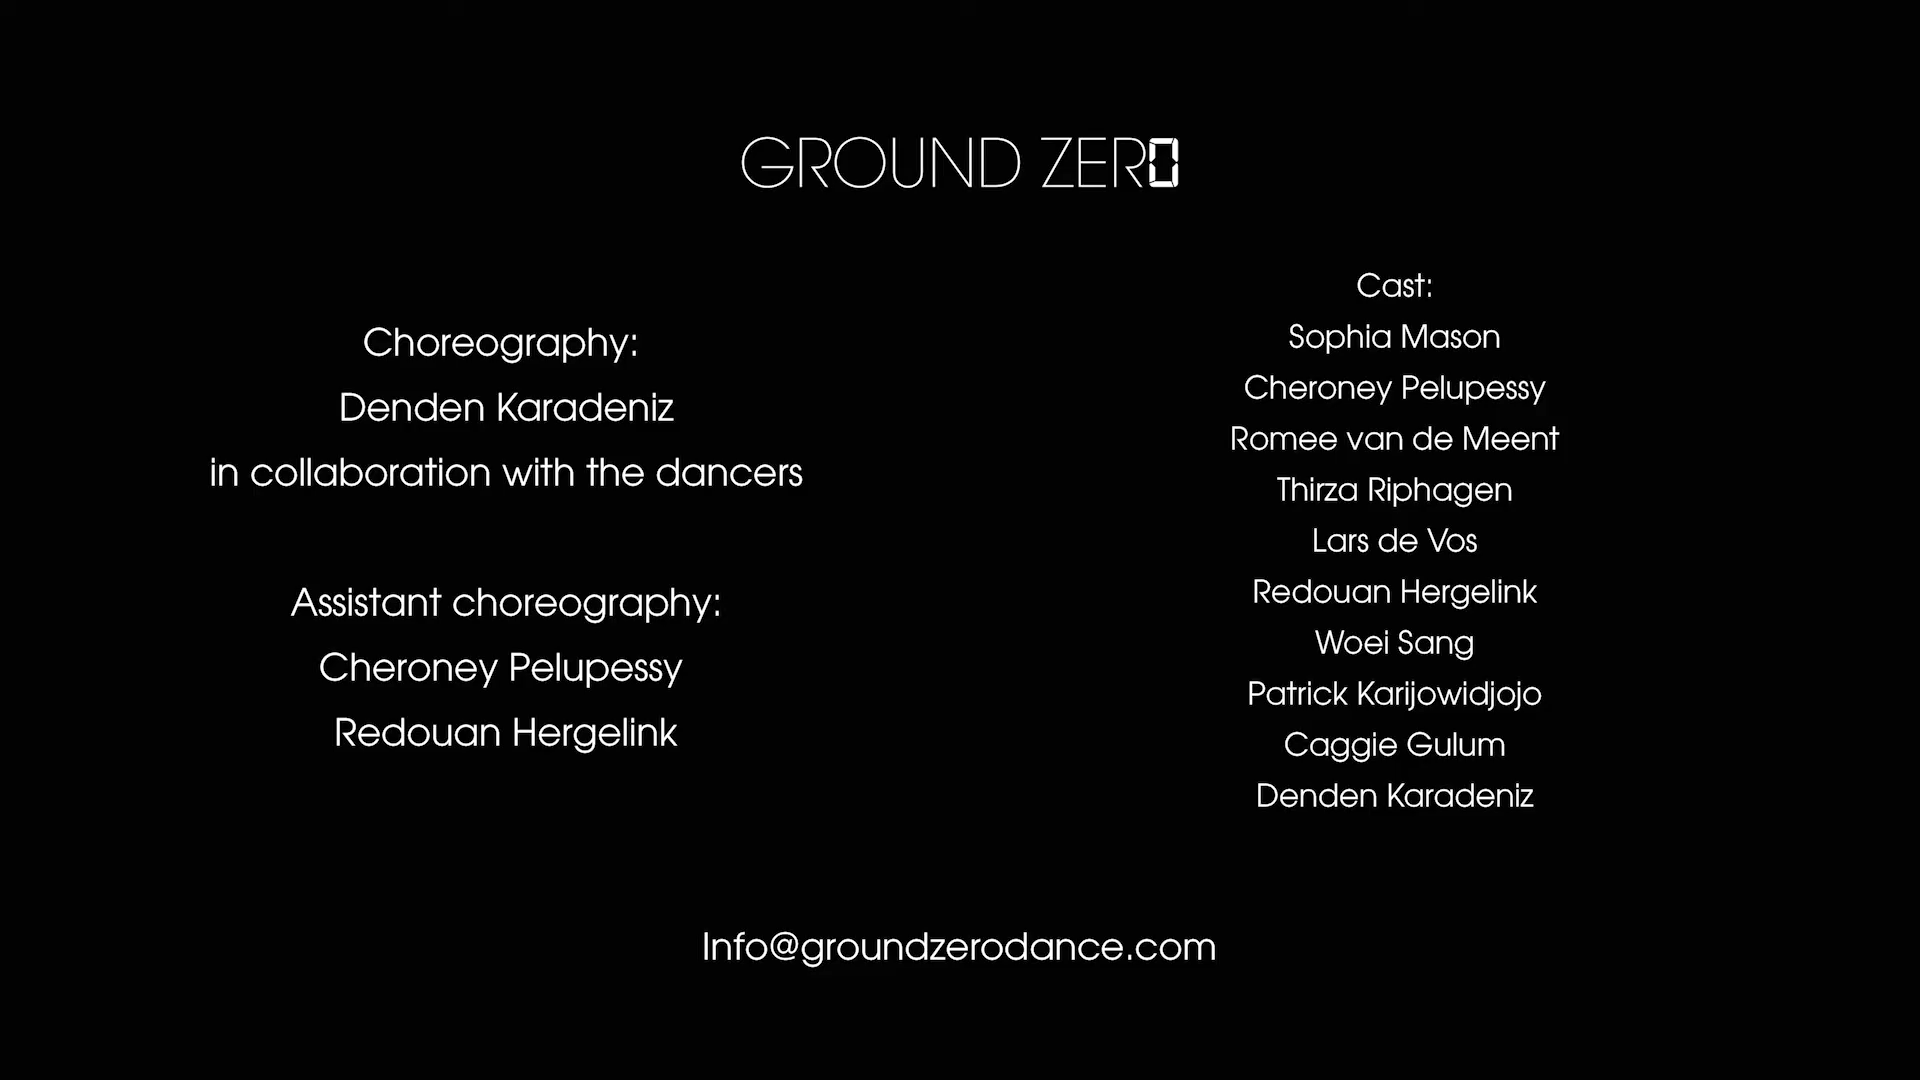 GROUND ZER0
Choreography:
Denden Karadeniz
in collaboration with the dancers
Assistant choreography:
Cheroney Pelupessy
Redouan Hergelink
Cast:
Sophia Mason
Cheroney Pelupessy
Romee van de Meent
Thirza Riphagen
Lars de Vos
Redouan Hergelink
Woei Sang
Patrick Karijowidjojo
Caggie Gulum
Denden Karadeniz
Info@groundzerodance.com